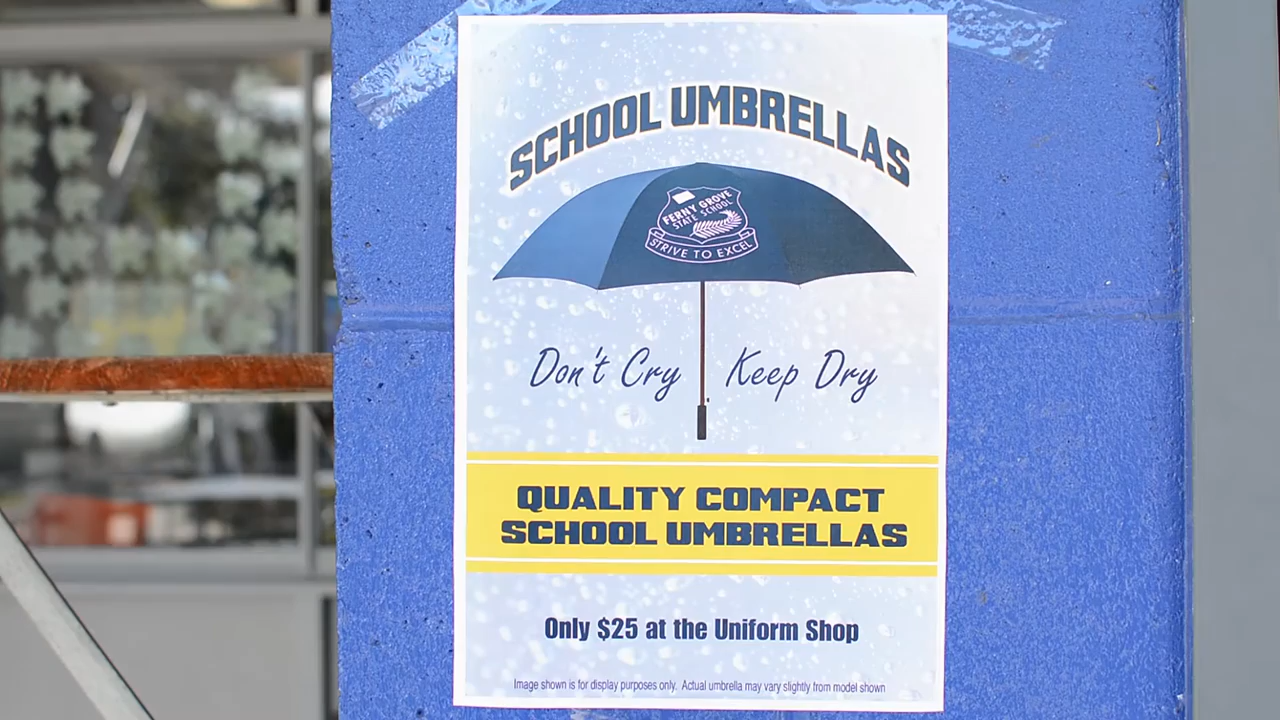 SCHOOL UMBRELLAS
FERNY GROVE
STATE SCHOOL
STRIVE TO EXCEL
Don't Cry Keep Dry
QUALITY COMPACT
SCHOOL UMBRELLAS
Only $25 at the Uniform Shop
Image shown is for display purposes only. Actual umbrella may vary slightly from model shown